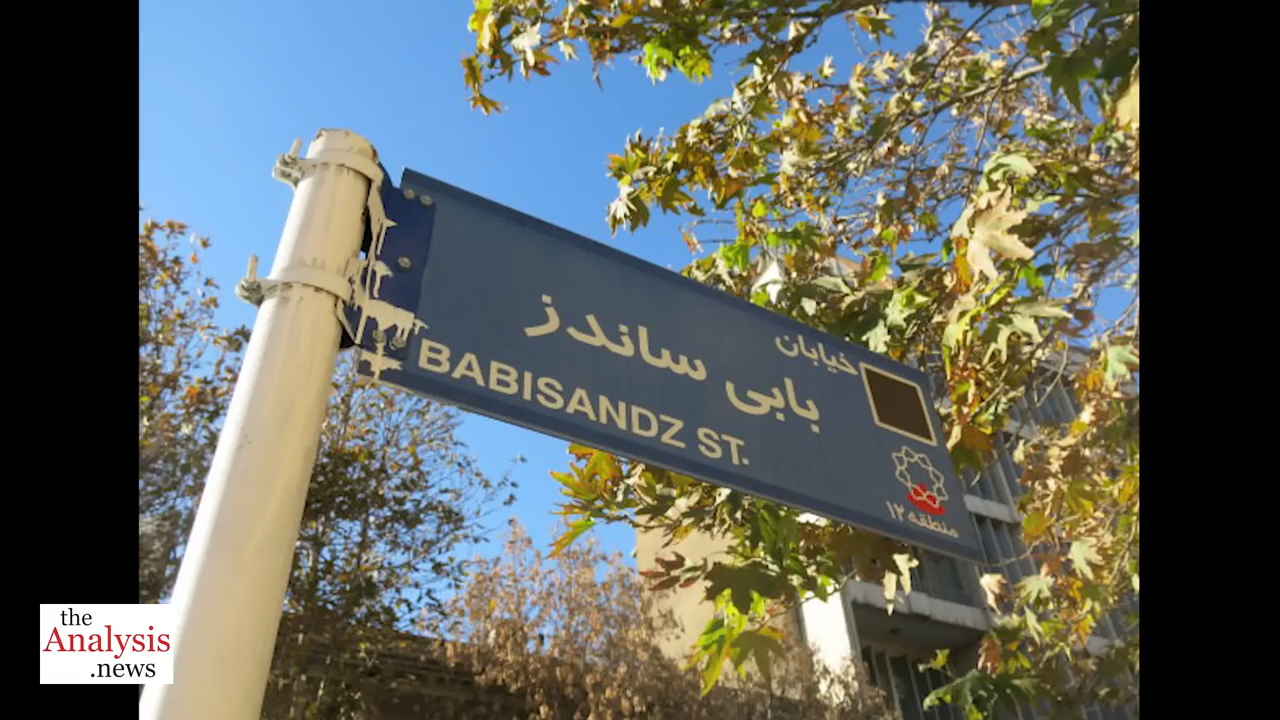 خیابان
بابی ساندز
BABISANDZ ST.
منطقه ۱۲
the
Analysis
.news